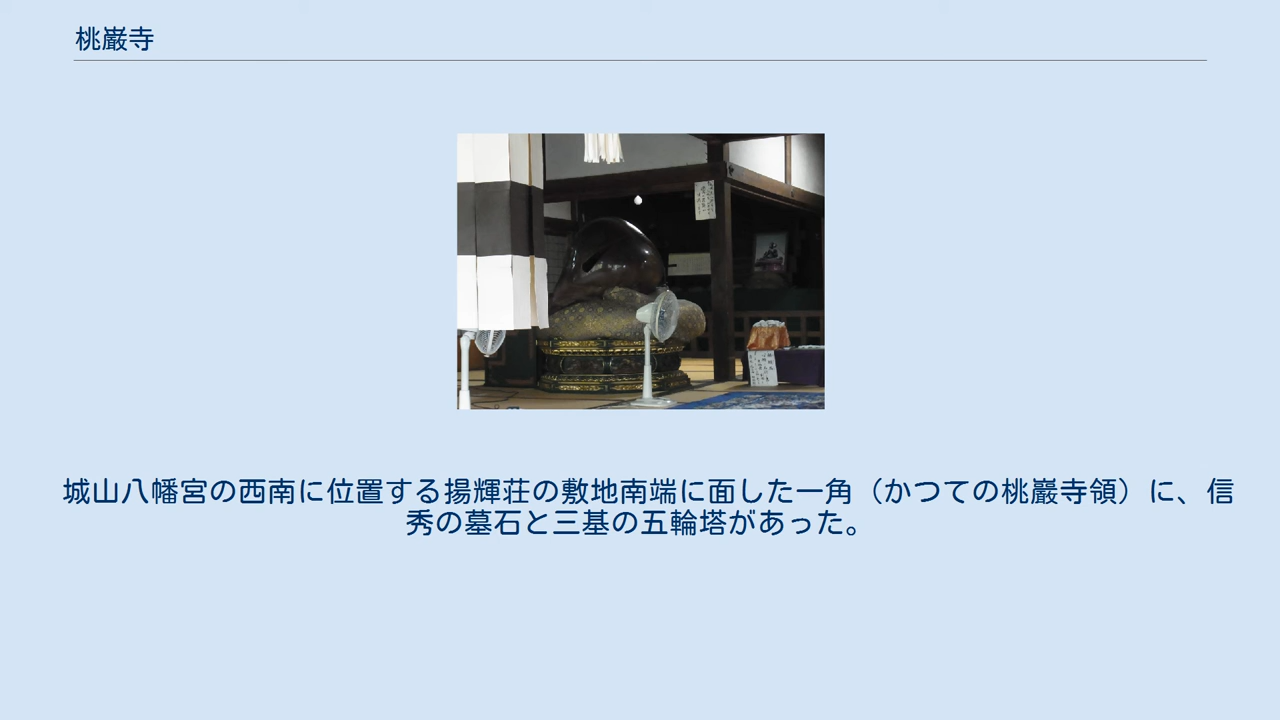 桃巌寺
城山八幡宮の西南に位置する揚輝荘の敷地南端に面した一角（かつての桃巌寺領）に、信
秀の墓石と三基の五輪塔があった。